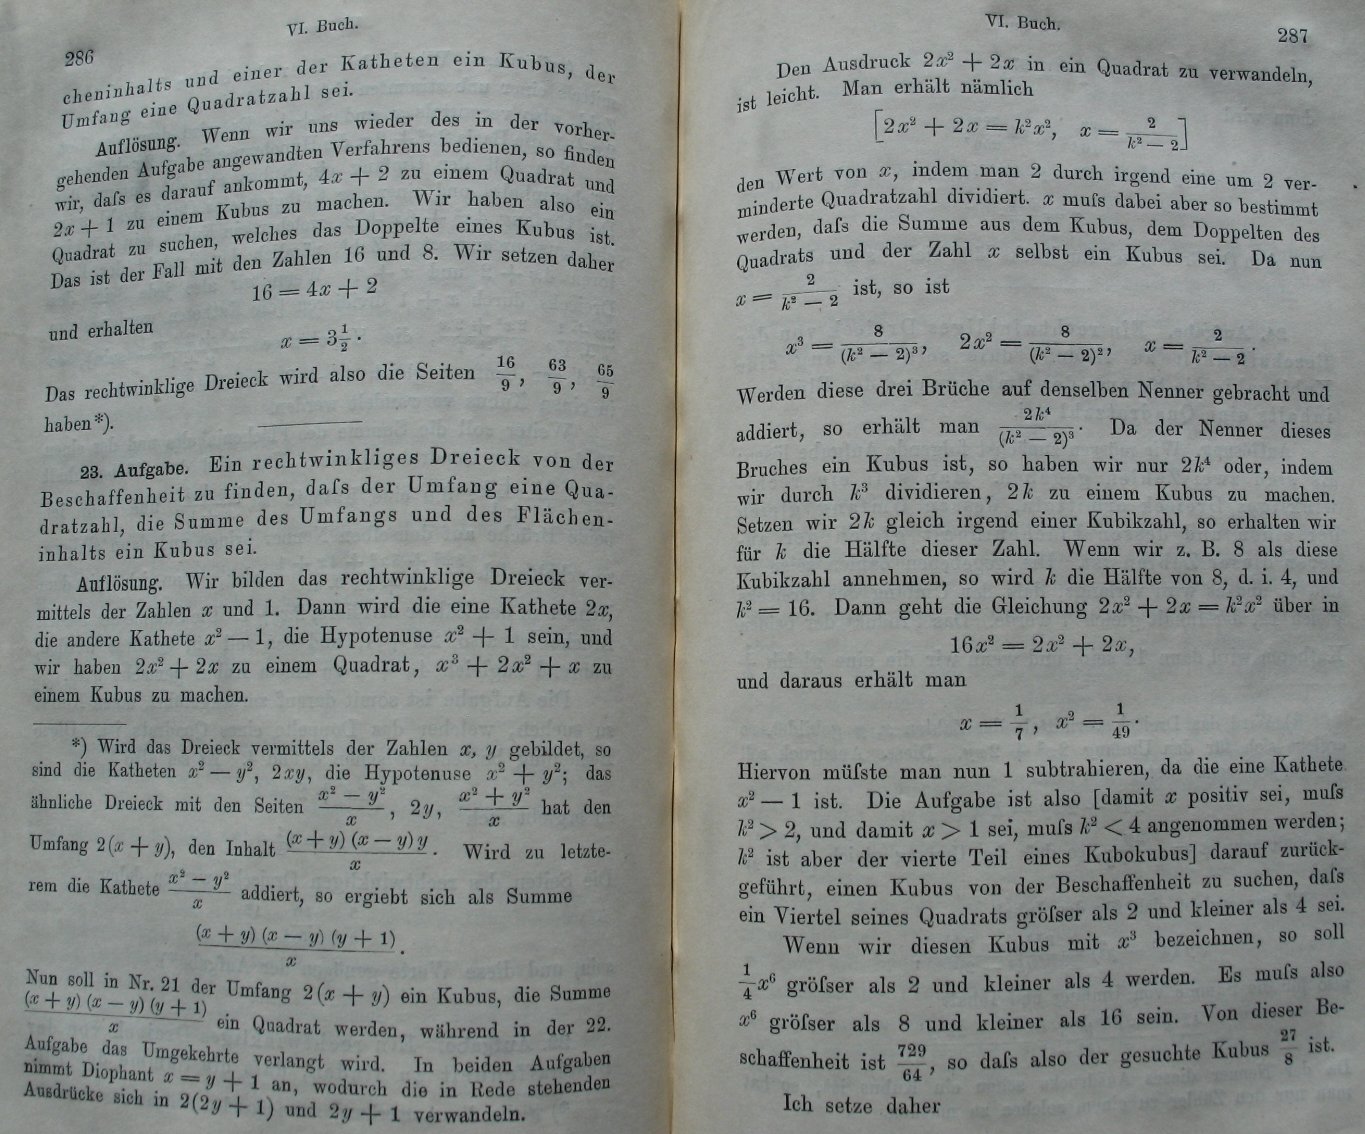 VI. Buch.
286
cheninhalts und einer der Katheten ein Kubus, der
Umfang eine Quadratzahl sei.
Auflösung. Wenn wir uns wieder des in der vorher-
gehenden Aufgabe angewandten Verfahrens bedienen, so finden
wir, daſs es darauf ankommt, 4x + 2 zu einem Quadrat und
2x + 1 zu einem Kubus zu machen. Wir haben also ein
Quadrat zu suchen, welches das Doppelte eines Kubus ist.
Das ist der Fall mit den Zahlen 16 und 8. Wir setzen daher
16 = 4x + 2
und erhalten
x = 3 1/2.
Das rechtwinklige Dreieck wird also die Seiten 16/9, 63/9, 65/9
haben*).
23. Aufgabe. Ein rechtwinkliges Dreieck von der
Beschaffenheit zu finden, daſs der Umfang eine Qua-
dratzahl, die Summe des Umfangs und des Flächen-
inhalts ein Kubus sei.
Auflösung. Wir bilden das rechtwinklige Dreieck ver-
mittels der Zahlen x und 1. Dann wird die eine Kathete 2x,
die andere Kathete x² — 1, die Hypotenuse x² + 1 sein, und
wir haben 2x² + 2x zu einem Quadrat, x³ + 2x² + x zu
einem Kubus zu machen.
*) Wird das Dreieck vermittels der Zahlen x, y gebildet, so
sind die Katheten x² — y², 2xy, die Hypotenuse x² + y²; das
ähnliche Dreieck mit den Seiten (x² — y²)/x, 2y, (x² + y²)/x hat den
Umfang 2(x + y), den Inhalt (x + y)(x — y)y/x. Wird zu letzte-
rem die Kathete (x² — y²)/x addiert, so ergiebt sich als Summe
(x + y)(x — y)(y + 1)/x.
Nun soll in Nr. 21 der Umfang 2(x + y) ein Kubus, die Summe
(x + y)(x — y)(y + 1)/x ein Quadrat werden, während in der 22.
Aufgabe das Umgekehrte verlangt wird. In beiden Aufgaben
nimmt Diophant x = y + 1 an, wodurch die in Rede stehenden
Ausdrücke sich in 2(2y + 1) und 2y + 1 verwandeln.
VI. Buch.
287
Den Ausdruck 2x² + 2x in ein Quadrat zu verwandeln,
ist leicht. Man erhält nämlich
[2x² + 2x = k²x², x = 2/(k² — 2)]
den Wert von x, indem man 2 durch irgend eine um 2 ver-
minderte Quadratzahl dividiert. x muſs dabei aber so bestimmt
werden, daſs die Summe aus dem Kubus, dem Doppelten des
Quadrats und der Zahl x selbst ein Kubus sei. Da nun
x = 2/(k² — 2) ist, so ist
x³ = 8/(k² — 2)³, 2x² = 8/(k² — 2)², x = 2/(k² — 2).
Werden diese drei Brüche auf denselben Nenner gebracht und
addiert, so erhält man 2k⁴/(k² — 2)³. Da der Nenner dieses
Bruches ein Kubus ist, so haben wir nur 2k⁴ oder, indem
wir durch k³ dividieren, 2k zu einem Kubus zu machen.
Setzen wir 2k gleich irgend einer Kubikzahl, so erhalten wir
für k die Hälfte dieser Zahl. Wenn wir z. B. 8 als diese
Kubikzahl annehmen, so wird k die Hälfte von 8, d. i. 4, und
k² = 16. Dann geht die Gleichung 2x² + 2x = k²x² über in
16x² = 2x² + 2x,
und daraus erhält man
x = 1/7, x² = 1/49.
Hiervon müſste man nun 1 subtrahieren, da die eine Kathete
x² — 1 ist. Die Aufgabe ist also [damit x positiv sei, muſs
k² > 2, und damit x > 1 sei, muſs k² < 4 angenommen werden;
k² ist aber der vierte Teil eines Kubokubus] darauf zurück-
geführt, einen Kubus von der Beschaffenheit zu suchen, daſs
ein Viertel seines Quadrats gröſser als 2 und kleiner als 4 sei.
Wenn wir diesen Kubus mit x³ bezeichnen, so soll
1/4 x⁶ gröſser als 2 und kleiner als 4 werden. Es muſs also
x⁶ gröſser als 8 und kleiner als 16 sein. Von dieser Be-
schaffenheit ist 729/64, so daſs also der gesuchte Kubus 27/8 ist.
Ich setze daher